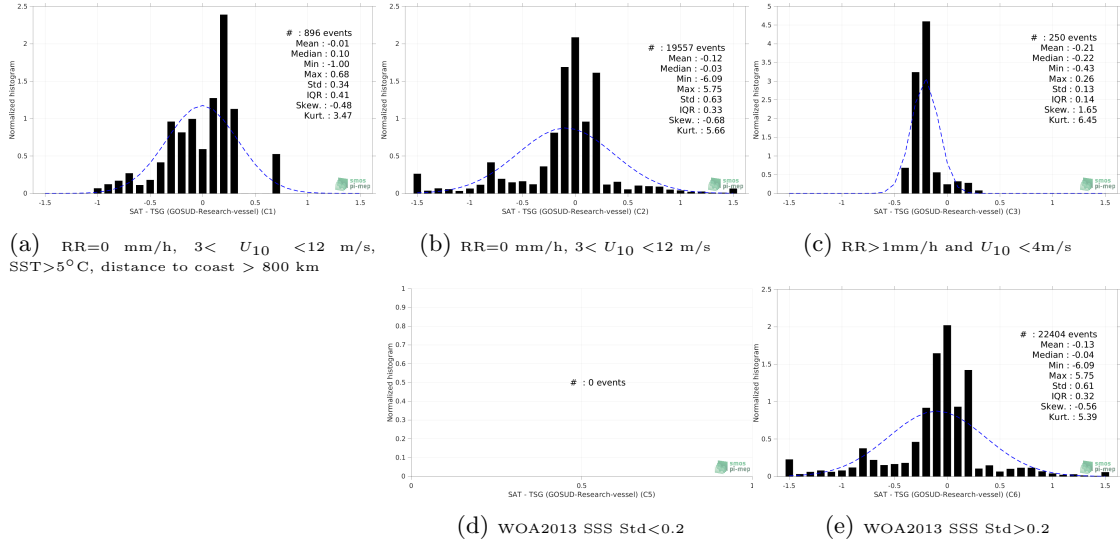 2.5
2
1.5
1
0.5
0
Normalized histogram
# : 896 events
Mean : -0.01
Median : 0.10
Min : -1.00
Max : 0.68
Std : 0.34
IQR : 0.41
Skew. : -0.48
Kurt. : 3.47
smos
pi-mep
-1.5 -1 -0.5 0 0.5 1 1.5
SAT - TSG (GOSUD-Research-vessel) (C1)
(a) RR=0 mm/h, 3< U10 <12 m/s,
SST>5°C, distance to coast > 800 km
2.5
2
1.5
1
0.5
0
Normalized histogram
# : 19557 events
Mean : -0.12
Median : -0.03
Min : -6.09
Max : 5.75
Std : 0.63
IQR : 0.33
Skew. : -0.68
Kurt. : 5.66
smos
pi-mep
-1.5 -1 -0.5 0 0.5 1 1.5
SAT - TSG (GOSUD-Research-vessel) (C2)
(b) RR=0 mm/h, 3< U10 <12 m/s
5
4.5
4
3.5
3
2.5
2
1.5
1
0.5
0
Normalized histogram
# : 250 events
Mean : -0.21
Median : -0.22
Min : -0.43
Max : 0.26
Std : 0.13
IQR : 0.14
Skew. : 1.65
Kurt. : 6.45
smos
pi-mep
-1.5 -1 -0.5 0 0.5 1 1.5
SAT - TSG (GOSUD-Research-vessel) (C3)
(c) RR>1mm/h and U10 <4m/s
1
0.9
0.8
0.7
0.6
0.5
0.4
0.3
0.2
0.1
0
Normalized histogram
# : 0 events
smos
pi-mep
0 0.5 1
SAT - TSG (GOSUD-Research-vessel) (C5)
(d) WOA2013 SSS Std<0.2
2.5
2
1.5
1
0.5
0
Normalized histogram
# : 22404 events
Mean : -0.13
Median : -0.04
Min : -6.09
Max : 5.75
Std : 0.61
IQR : 0.32
Skew. : -0.56
Kurt. : 5.39
smos
pi-mep
-1.5 -1 -0.5 0 0.5 1 1.5
SAT - TSG (GOSUD-Research-vessel) (C6)
(e) WOA2013 SSS Std>0.2